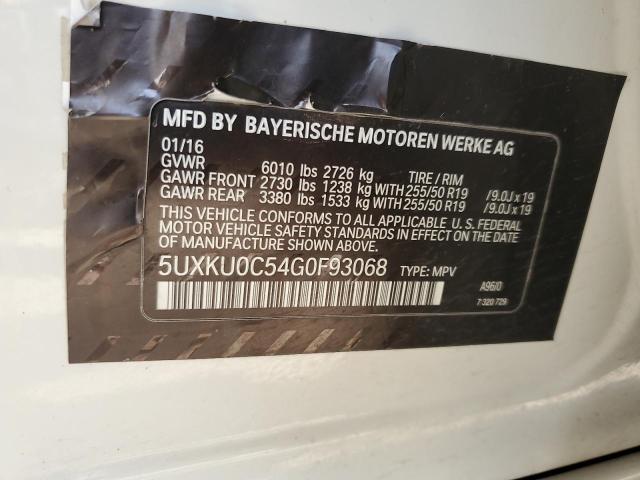 MFD BY BAYERISCHE MOTOREN WERKE AG
01/16
GVWR 6010 lbs 2726 kg TIRE / RIM
GAWR FRONT 2730 lbs 1238 kg WITH 255/50 R19 /9.0J x 19
GAWR REAR 3380 lbs 1533 kg WITH 255/50 R19 /9.0J x 19
THIS VEHICLE CONFORMS TO ALL APPLICABLE U. S. FEDERAL
MOTOR VEHICLE SAFETY STANDARDS IN EFFECT ON THE DATE
OF MANUFACTURE SHOWN ABOVE.
5UXKU0C54G0F93068 TYPE: MPV
A96/0
7 320 729